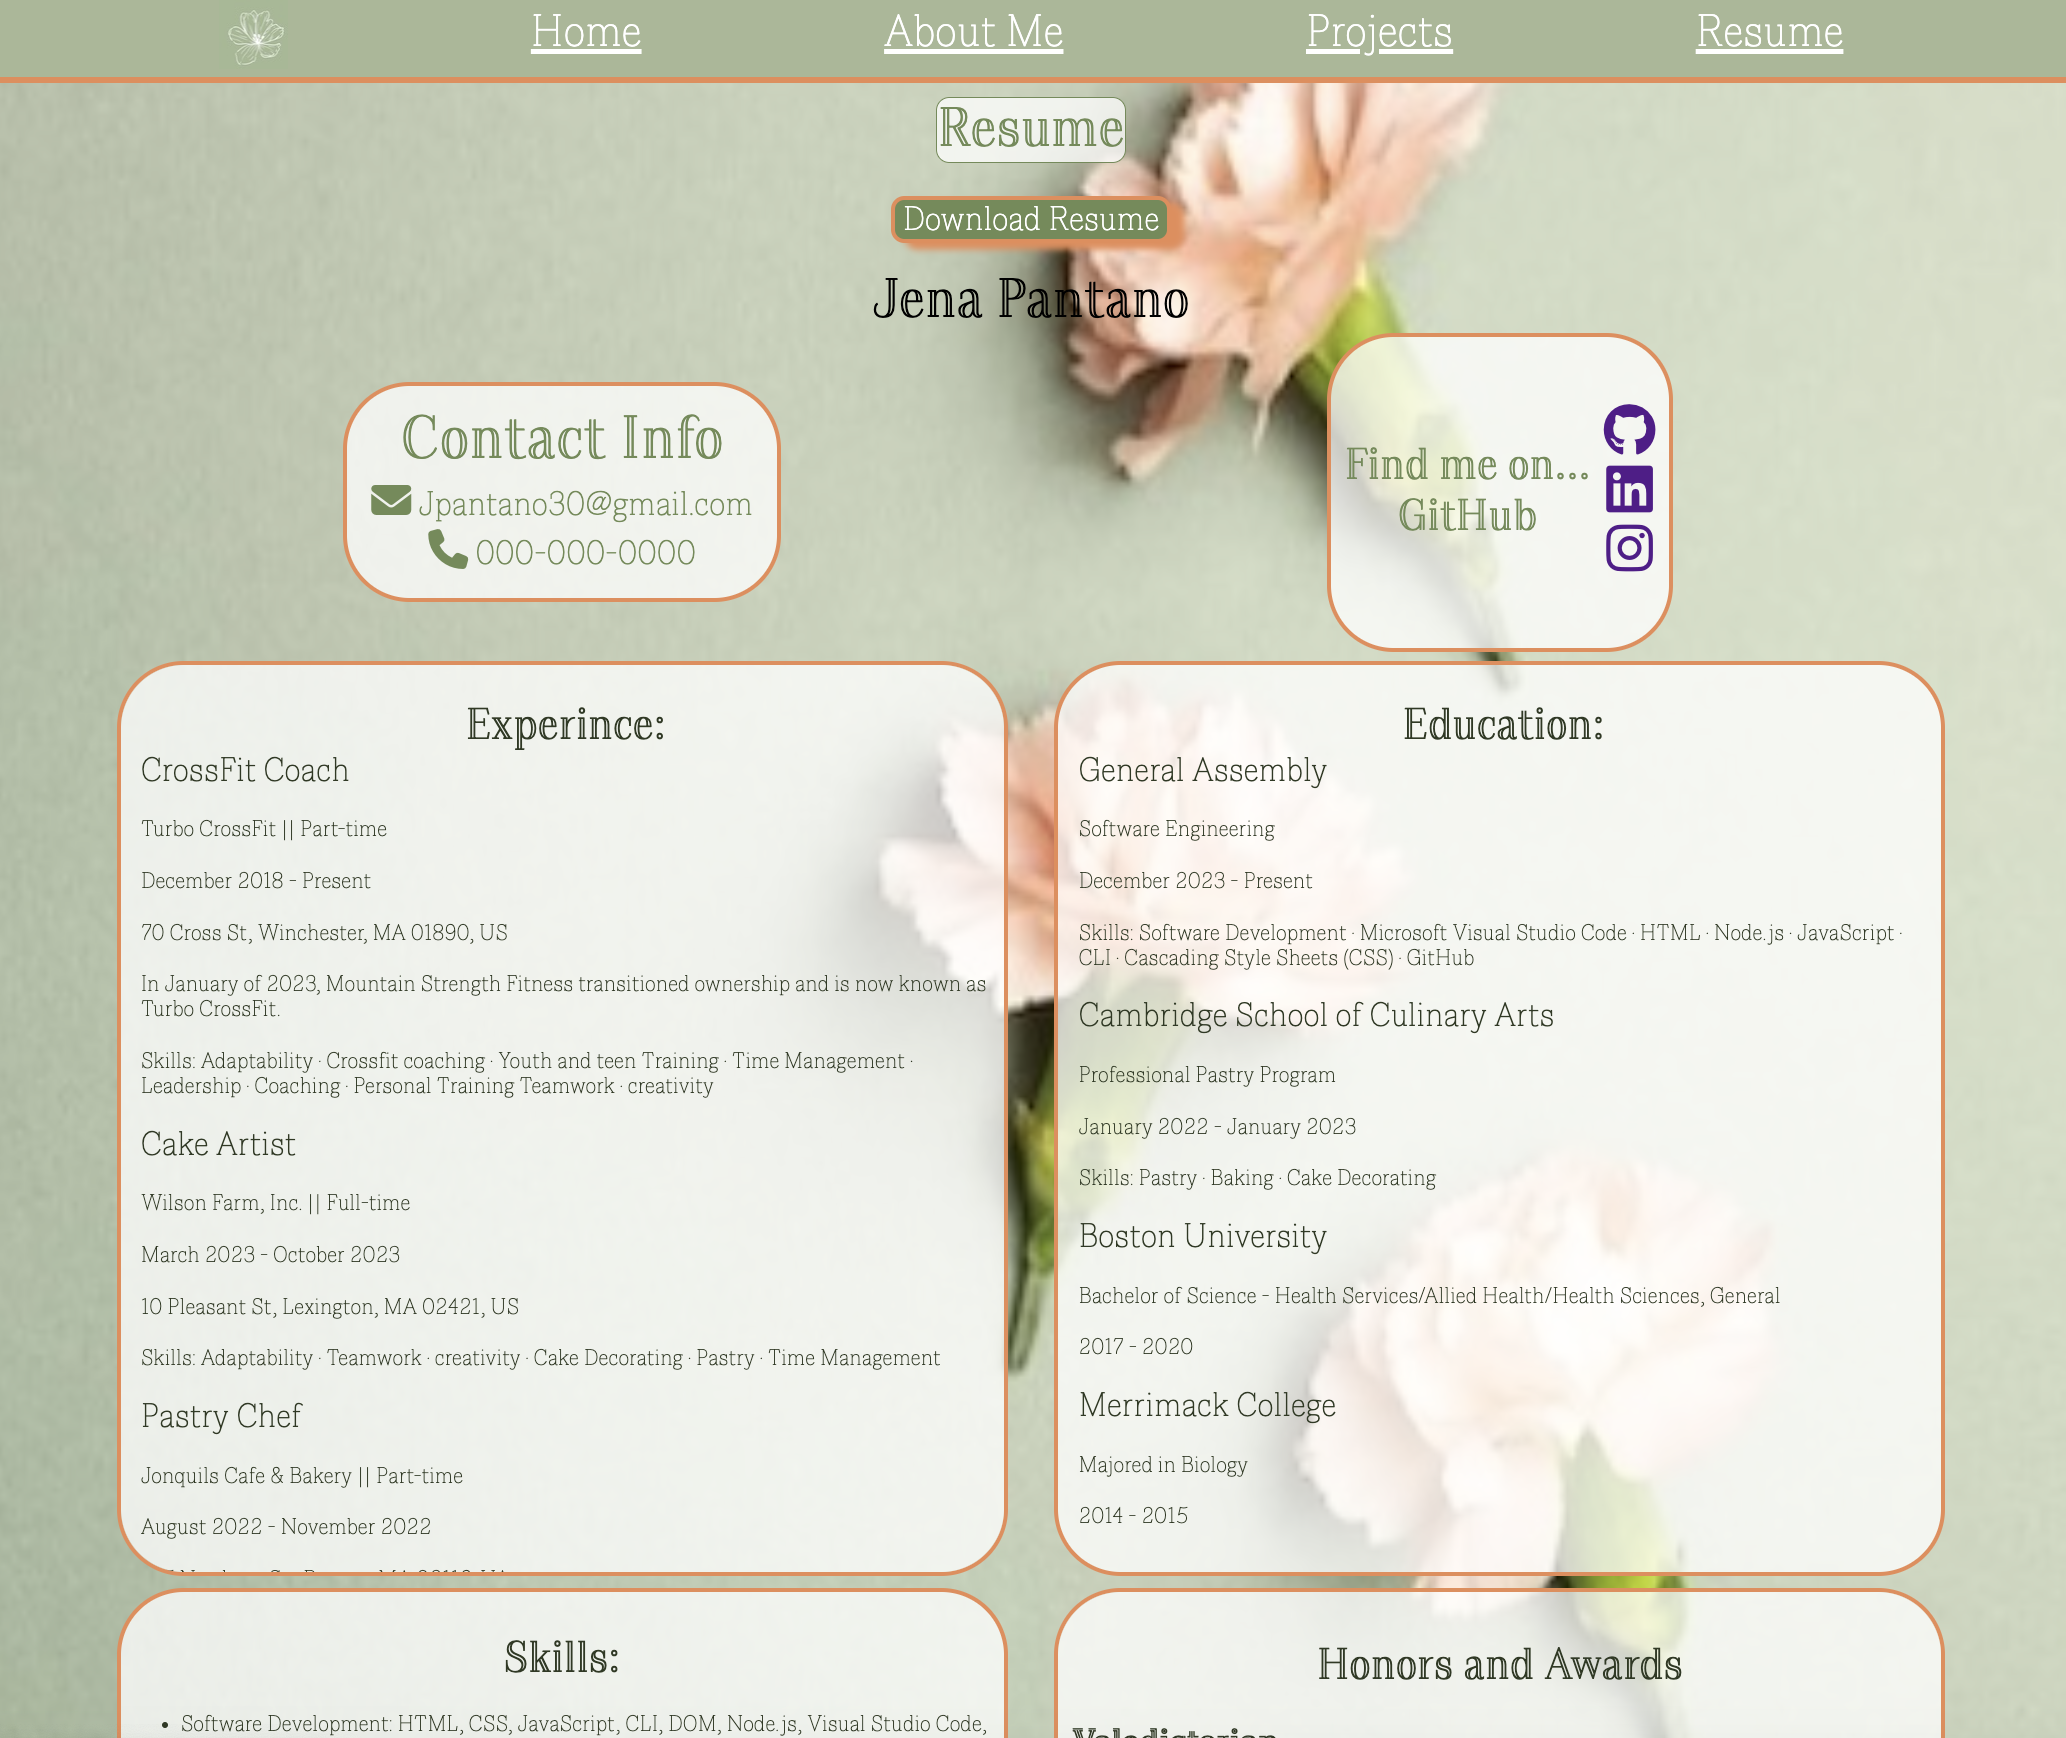 Home About Me Projects Resume
Resume
Download Resume
Jena Pantano
Contact Info
Jpantano30@gmail.com
000-000-0000
Find me on...
GitHub
Experince:
CrossFit Coach
Turbo CrossFit || Part-time
December 2018 - Present
70 Cross St, Winchester, MA 01890, US
In January of 2023, Mountain Strength Fitness transitioned ownership and is now known as
Turbo CrossFit.
Skills: Adaptability · Crossfit coaching · Youth and teen Training · Time Management ·
Leadership · Coaching · Personal Training Teamwork · creativity
Cake Artist
Wilson Farm, Inc. || Full-time
March 2023 - October 2023
10 Pleasant St, Lexington, MA 02421, US
Skills: Adaptability · Teamwork · creativity · Cake Decorating · Pastry · Time Management
Pastry Chef
Jonquils Cafe & Bakery || Part-time
August 2022 - November 2022
Education:
General Assembly
Software Engineering
December 2023 - Present
Skills: Software Development · Microsoft Visual Studio Code · HTML · Node.js · JavaScript ·
CLI · Cascading Style Sheets (CSS) · GitHub
Cambridge School of Culinary Arts
Professional Pastry Program
January 2022 - January 2023
Skills: Pastry · Baking · Cake Decorating
Boston University
Bachelor of Science - Health Services/Allied Health/Health Sciences, General
2017 - 2020
Merrimack College
Majored in Biology
2014 - 2015
Skills:
• Software Development: HTML, CSS, JavaScript, CLI, DOM, Node.js, Visual Studio Code,
Honors and Awards
Valedictorian